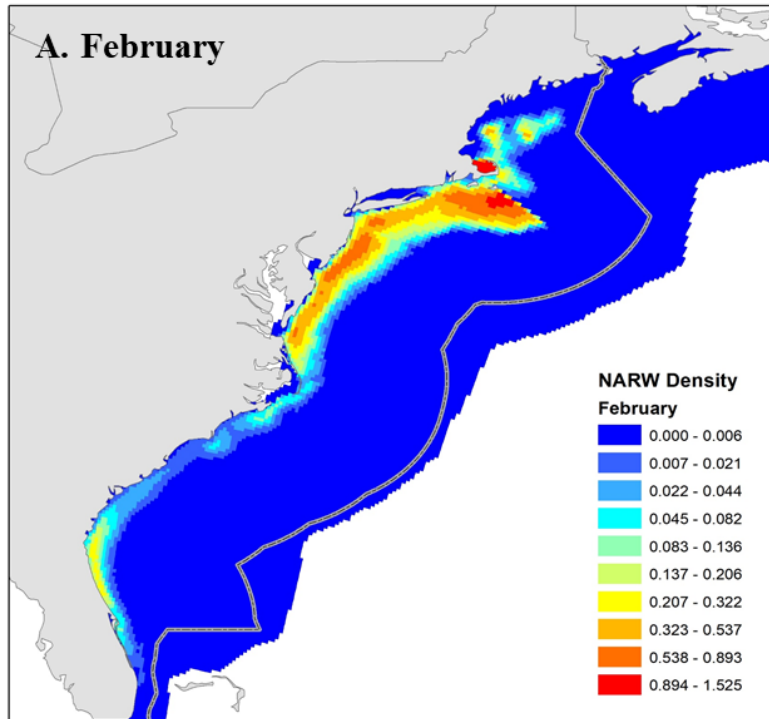 A. February
NARW Density
February
0.000 - 0.006
0.007 - 0.021
0.022 - 0.044
0.045 - 0.082
0.083 - 0.136
0.137 - 0.206
0.207 - 0.322
0.323 - 0.537
0.538 - 0.893
0.894 - 1.525